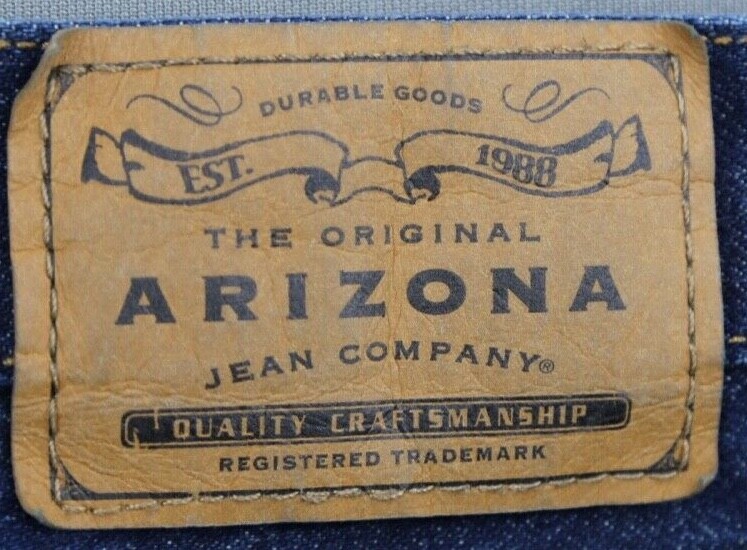 DURABLE GOODS
EST. 1988
THE ORIGINAL
ARIZONA
JEAN COMPANY®
QUALITY CRAFTSMANSHIP
REGISTERED TRADEMARK